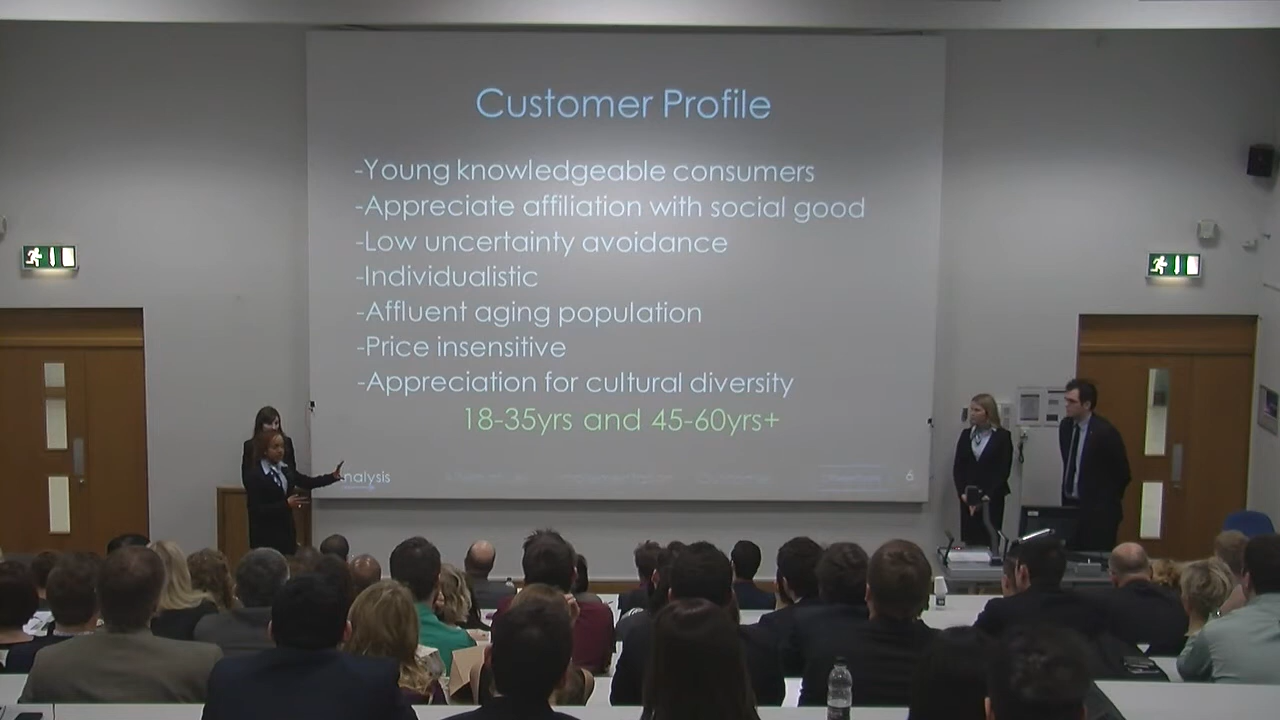 Customer Profile
-Young knowledgeable consumers
-Appreciate affiliation with social good
-Low uncertainty avoidance
-Individualistic
-Affluent aging population
-Price insensitive
-Appreciation for cultural diversity
18-35yrs and 45-60yrs+
nalysis
6